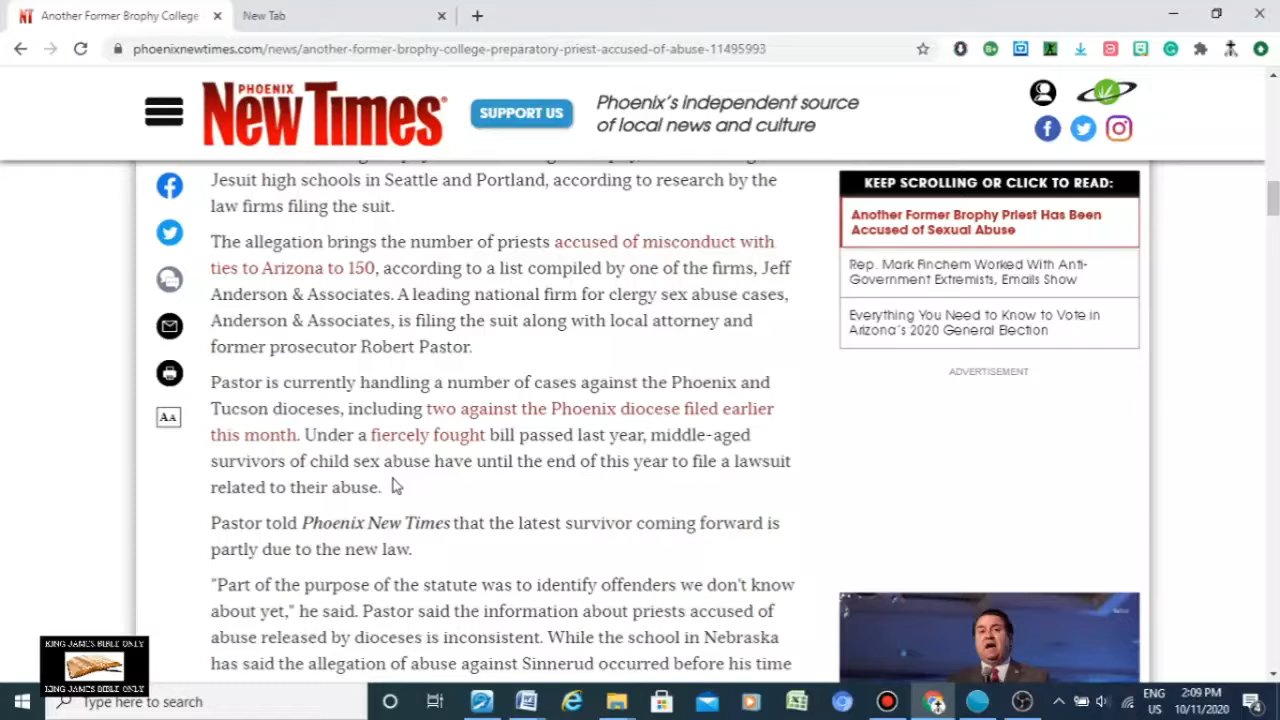 Another Former Brophy College
New Tab
phoenixnewtimes.com/news/another-former-brophy-college-preparatory-priest-accused-of-abuse-11495993
PHOENIX
New Times
SUPPORT US
Phoenix's independent source
of local news and culture
Jesuit high schools in Seattle and Portland, according to research by the
law firms filing the suit.
The allegation brings the number of priests accused of misconduct with
ties to Arizona to 150, according to a list compiled by one of the firms, Jeff
Anderson & Associates. A leading national firm for clergy sex abuse cases,
Anderson & Associates, is filing the suit along with local attorney and
former prosecutor Robert Pastor.
Pastor is currently handling a number of cases against the Phoenix and
Tucson dioceses, including two against the Phoenix diocese filed earlier
this month. Under a fiercely fought bill passed last year, middle-aged
survivors of child sex abuse have until the end of this year to file a lawsuit
related to their abuse.
Pastor told Phoenix New Times that the latest survivor coming forward is
partly due to the new law.
"Part of the purpose of the statute was to identify offenders we don't know
about yet," he said. Pastor said the information about priests accused of
abuse released by dioceses is inconsistent. While the school in Nebraska
has said the allegation of abuse against Sinnerud occurred before his time
AA
KEEP SCROLLING OR CLICK TO READ:
Another Former Brophy Priest Has Been
Accused of Sexual Abuse
Rep. Mark Finchem Worked With Anti-
Government Extremists, Emails Show
Everything You Need to Know to Vote in
Arizona's 2020 General Election
ADVERTISEMENT
KING JAMES BIBLE ONLY
KING JAMES BIBLE ONLY
Type here to search
ENG
US
2:09 PM
10/11/2020
4